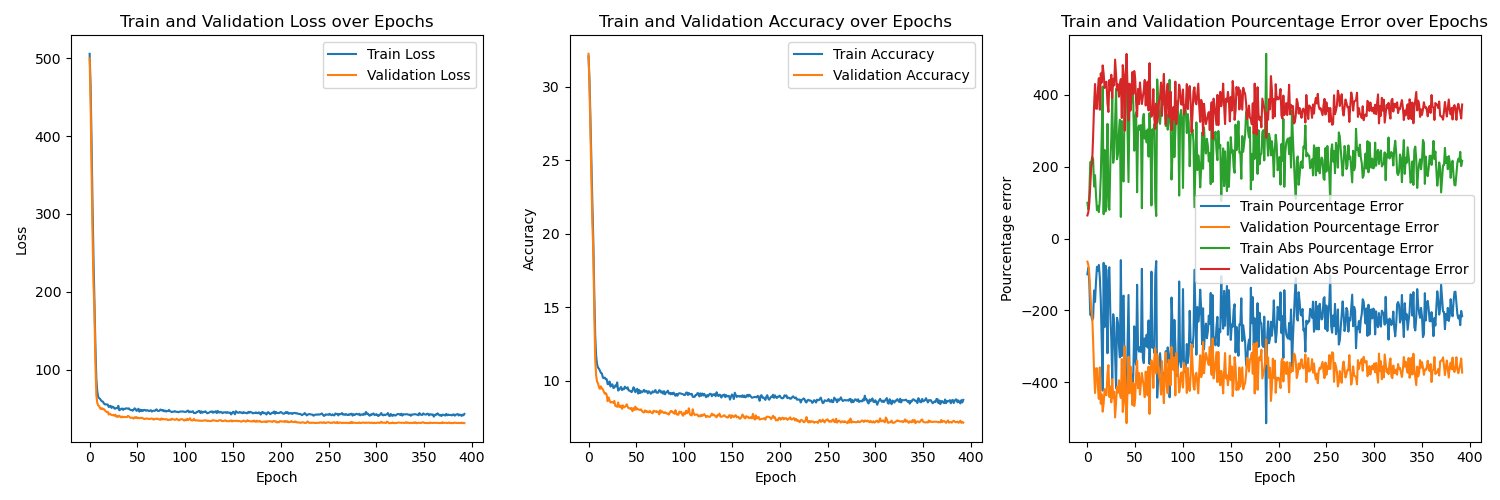 Train and Validation Loss over Epochs
Train Loss
Validation Loss
500
400
300
200
100
Loss
0 50 100 150 200 250 300 350 400
Epoch
Train and Validation Accuracy over Epochs
Train Accuracy
Validation Accuracy
30
25
20
15
10
Accuracy
0 50 100 150 200 250 300 350 400
Epoch
Train and Validation Pourcentage Error over Epochs
400
200
0
−200
−400
Pourcentage error
Train Pourcentage Error
Validation Pourcentage Error
Train Abs Pourcentage Error
Validation Abs Pourcentage Error
0 50 100 150 200 250 300 350 400
Epoch